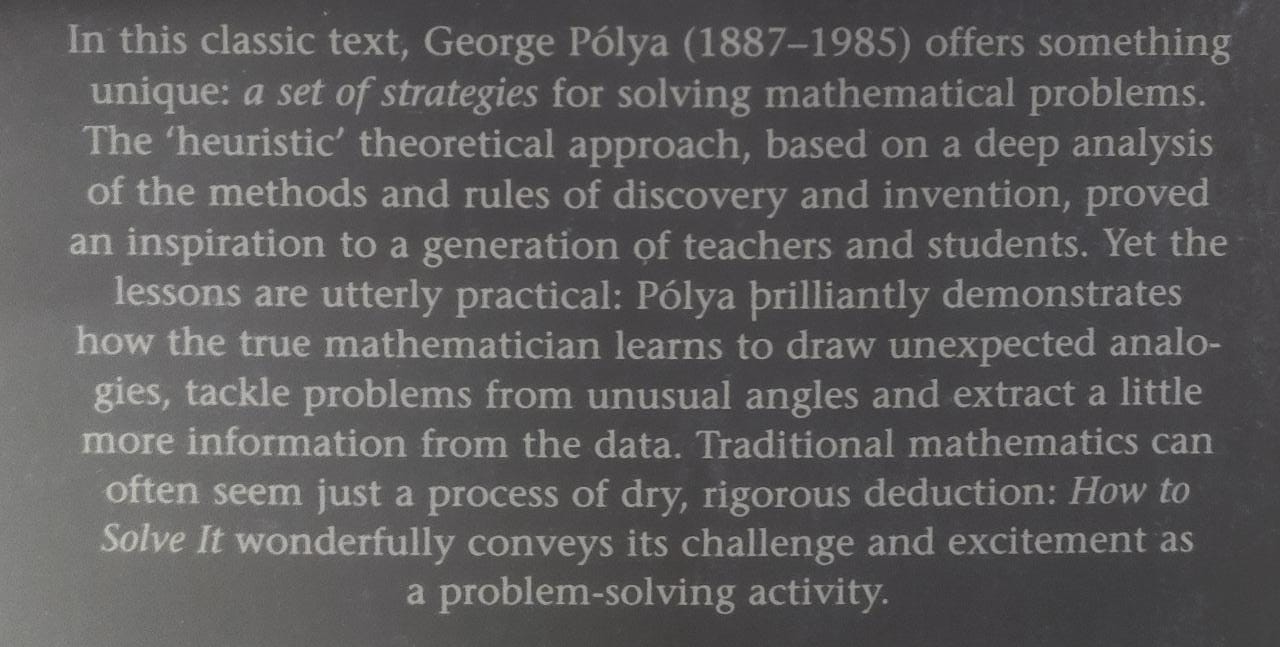 In this classic text, George Pólya (1887–1985) offers something
unique: a set of strategies for solving mathematical problems.
The ‘heuristic’ theoretical approach, based on a deep analysis
of the methods and rules of discovery and invention, proved
an inspiration to a generation of teachers and students. Yet the
lessons are utterly practical: Pólya brilliantly demonstrates
how the true mathematician learns to draw unexpected analo-
gies, tackle problems from unusual angles and extract a little
more information from the data. Traditional mathematics can
often seem just a process of dry, rigorous deduction: How to
Solve It wonderfully conveys its challenge and excitement as
a problem-solving activity.